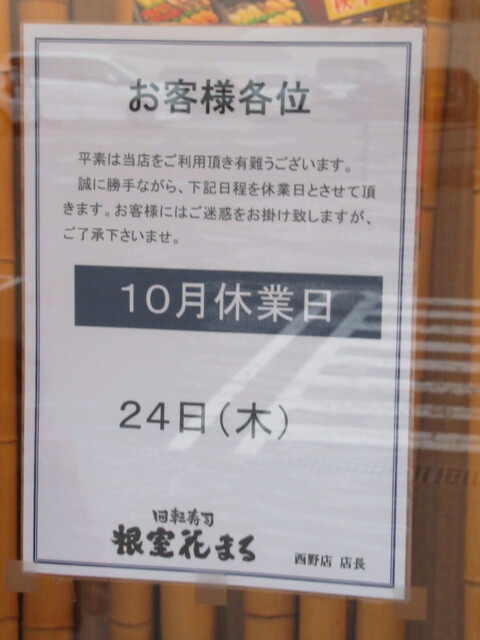 お客様各位
平素は当店をご利用頂き有難うございます。
誠に勝手ながら、下記日程を休業日とさせて頂
きます。お客様にはご迷惑をお掛け致しますが、
ご了承下さいませ。
10月休業日
24日(木)
回転寿司
根室花まる
西野店 店長